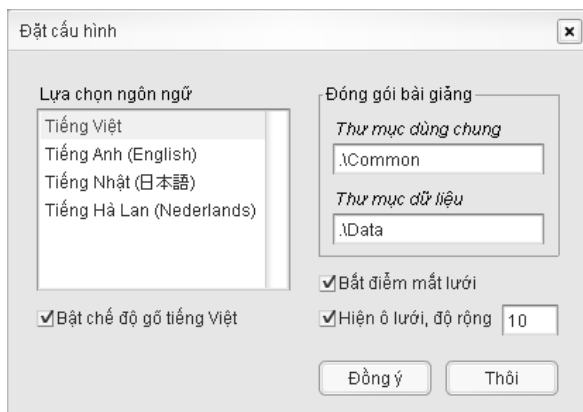 Đặt cấu hình
Lựa chọn ngôn ngữ
Tiếng Việt
Tiếng Anh (English)
Tiếng Nhật (日本語)
Tiếng Hà Lan (Nederlands)
Bật chế độ gõ tiếng Việt
Đóng gói bài giảng
Thư mục dùng chung
.\Common
Thư mục dữ liệu
.\Data
Bắt điểm mắt lưới
Hiện ô lưới, độ rộng 10
Đồng ý
Thôi